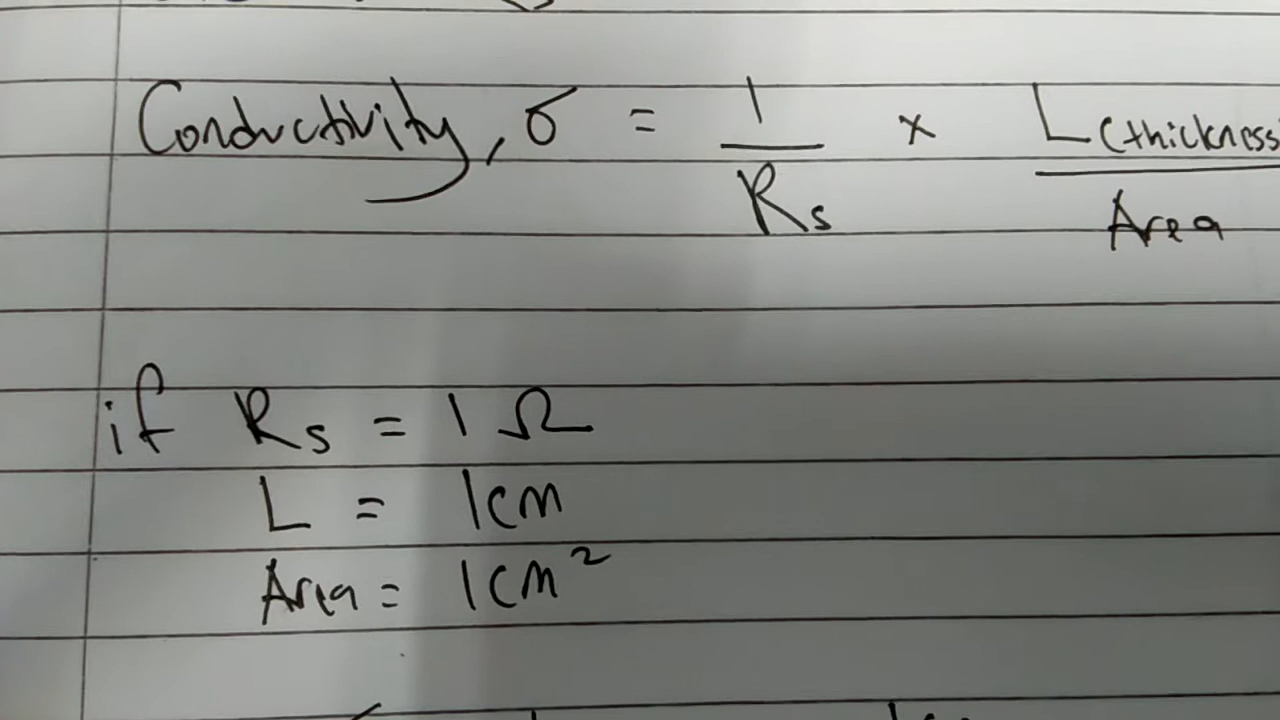 Conductivity, σ = 1/Rs × L(thickness/Area
if Rs = 1 Ω
L = 1cm
Area = 1cm²